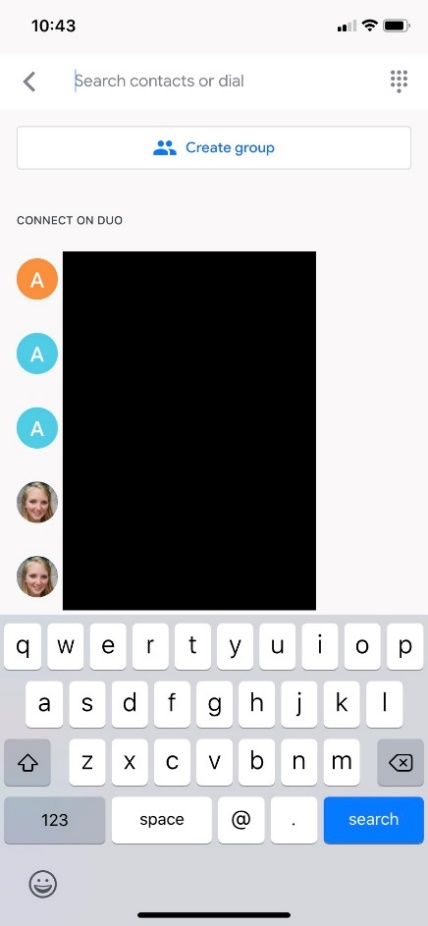 10:43
Search contacts or dial
Create group
CONNECT ON DUO
A
A
A
q w e r t y u i o p
a s d f g h j k l
z x c v b n m
123 space @ . search